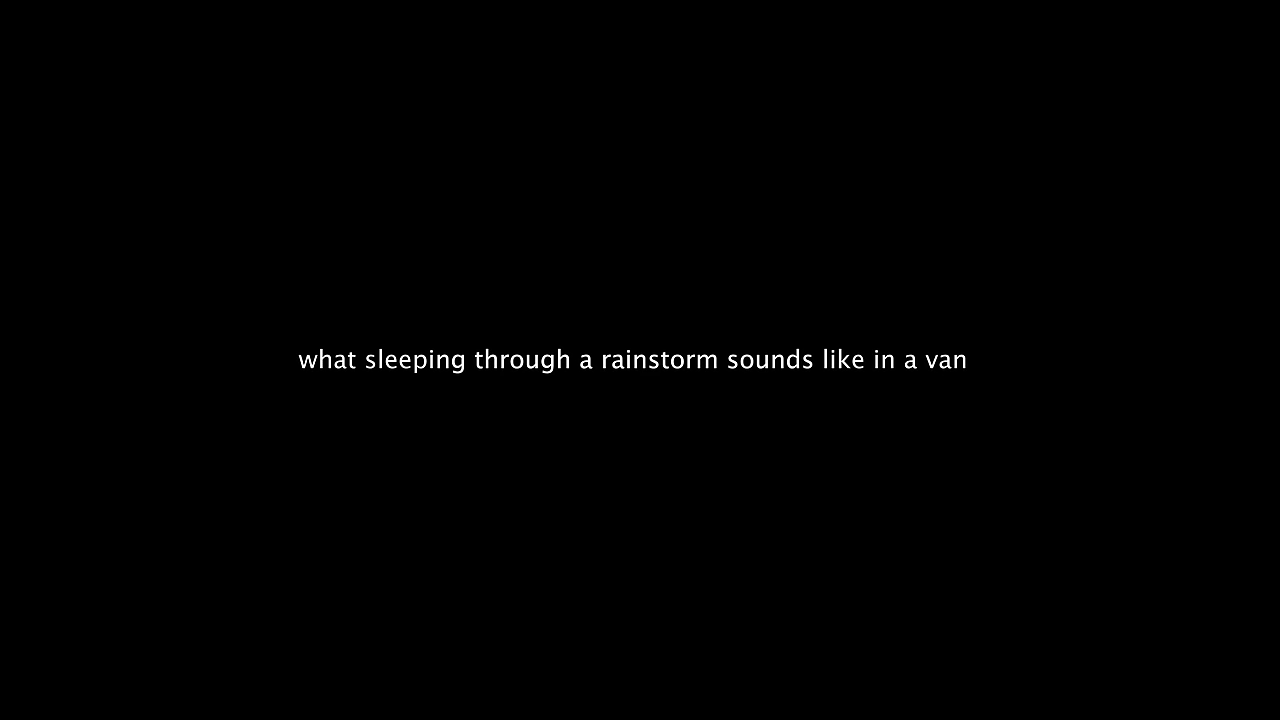 what sleeping through a rainstorm sounds like in a van